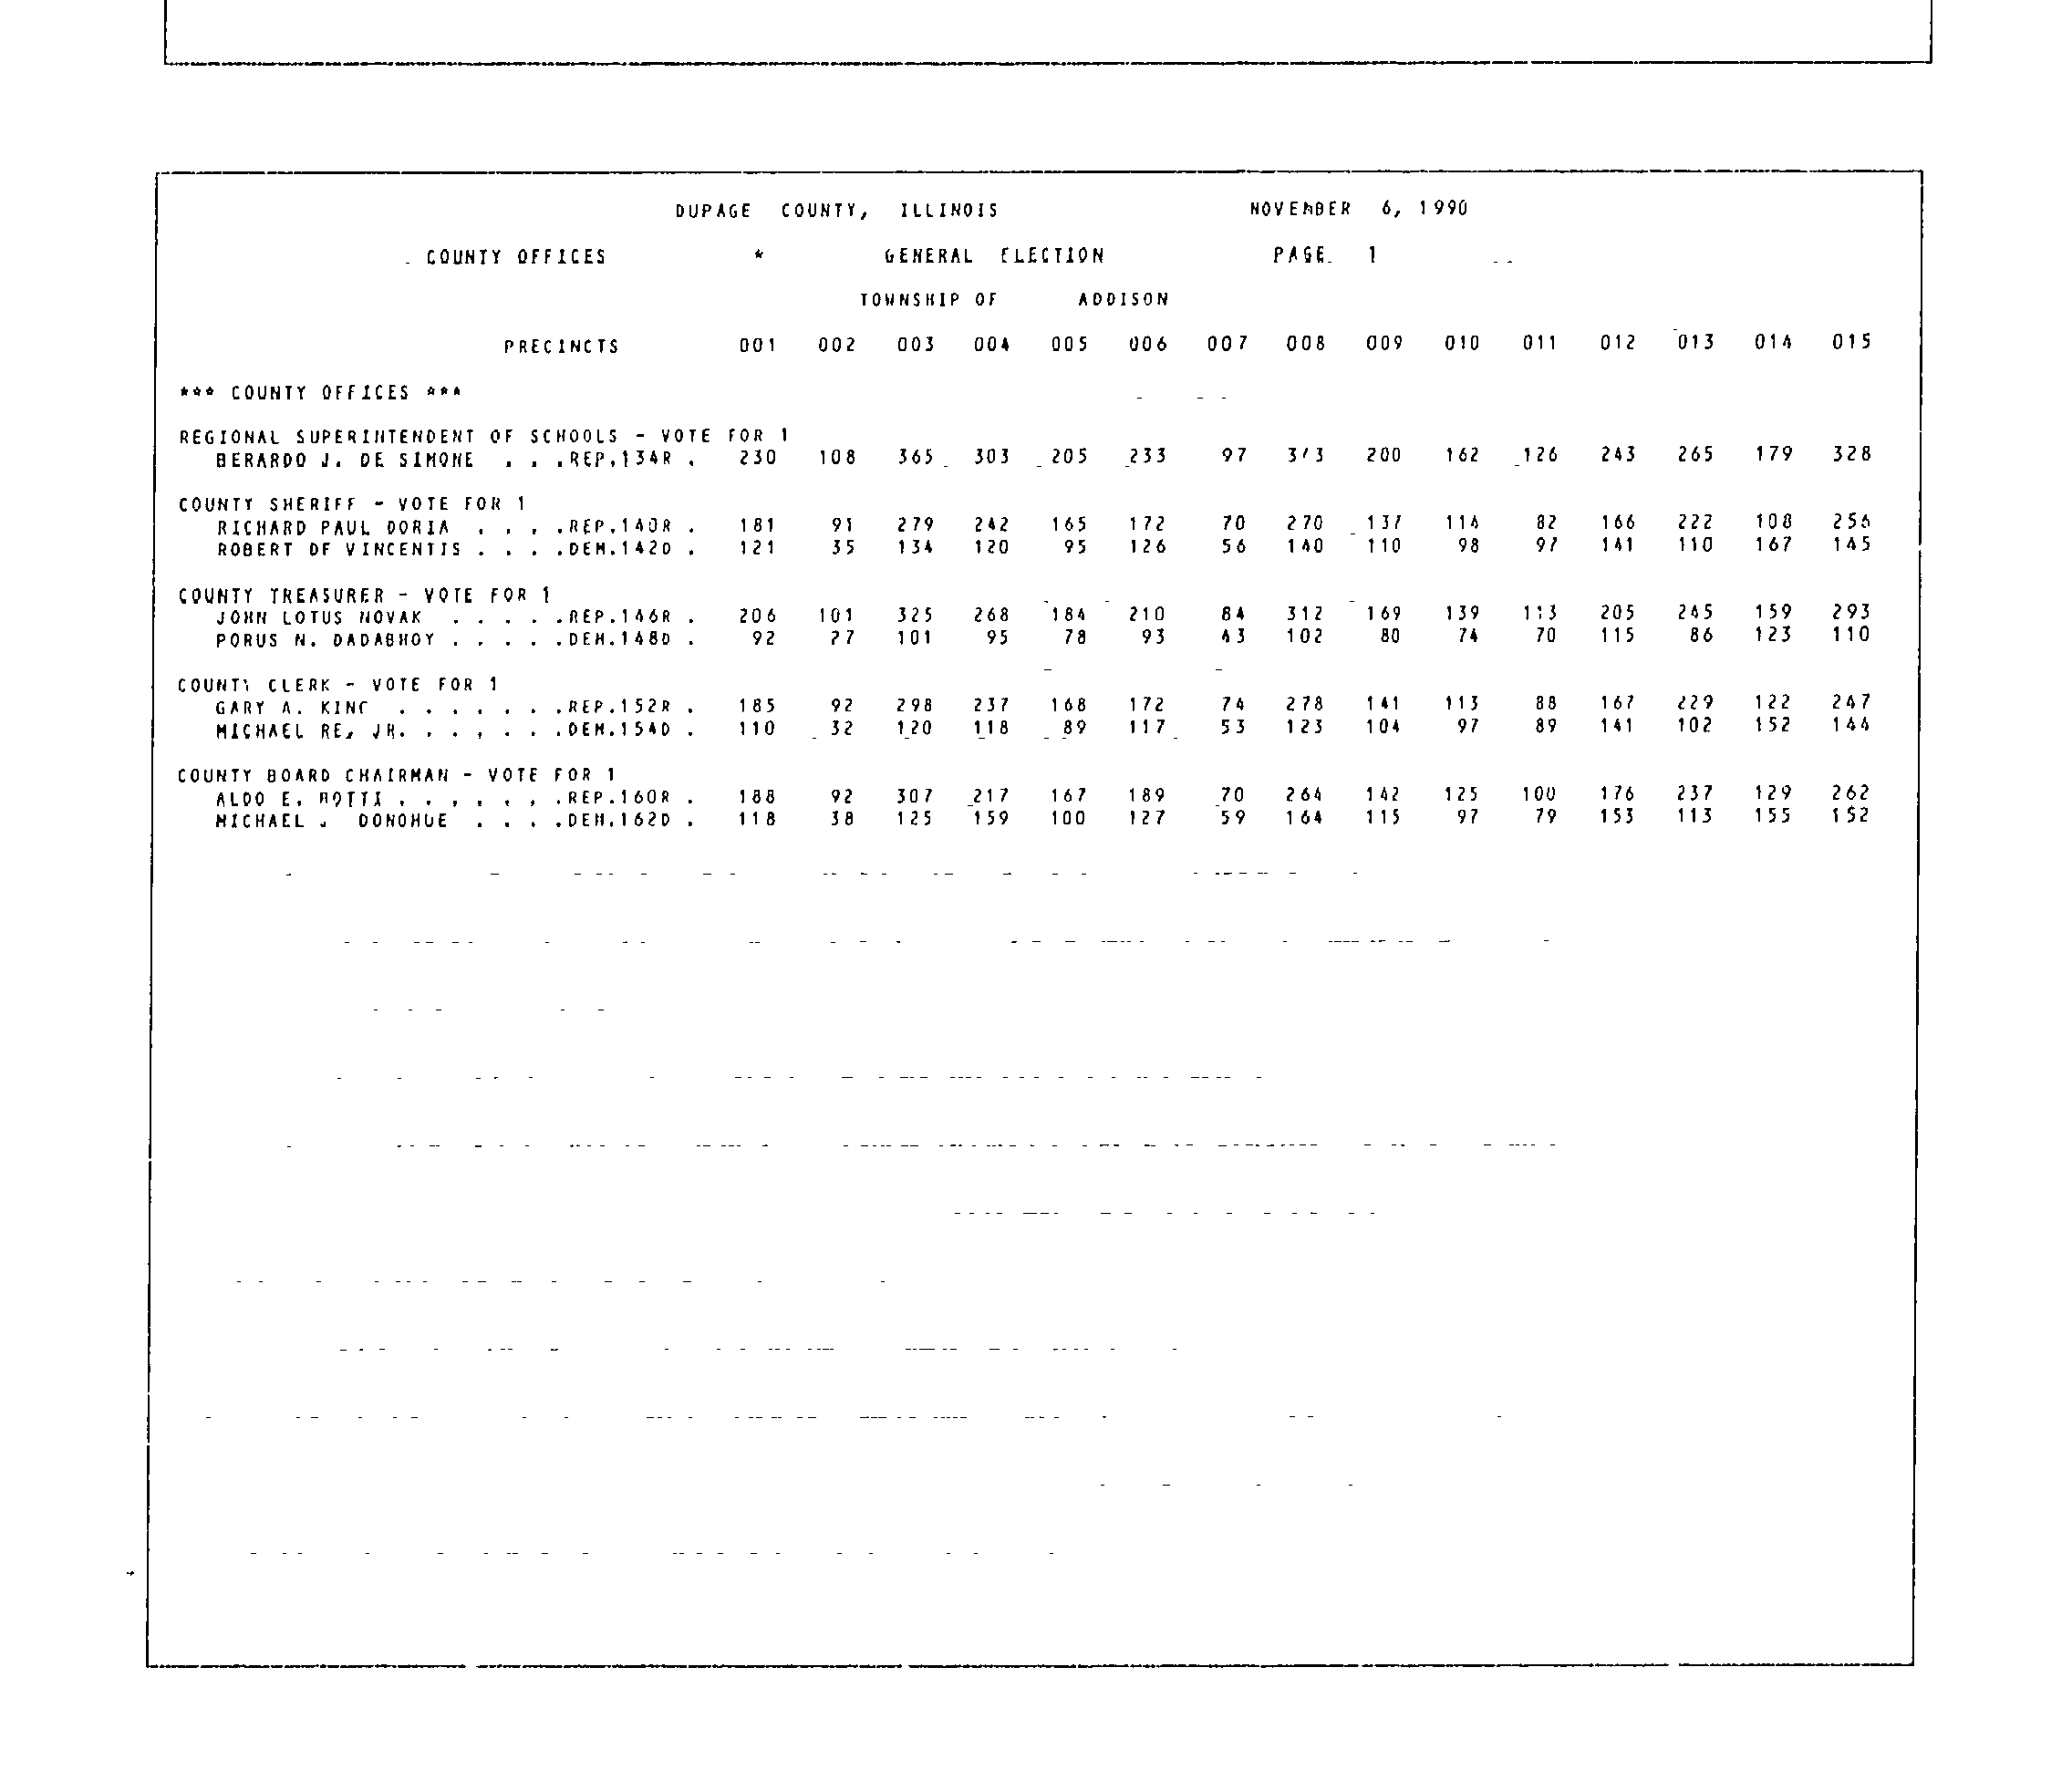 DUPAGE COUNTY, ILLINOIS NOVEMBER 6, 1990
COUNTY OFFICES * GENERAL ELECTION PAGE 1
TOWNSHIP OF ADDISON
PRECINCTS 001 002 003 004 005 006 007 008 009 010 011 012 013 014 015
*** COUNTY OFFICES ***
REGIONAL SUPERINTENDENT OF SCHOOLS - VOTE FOR 1
BERARDO J. DE SIMONE . . .REP.134R . 230 108 365 303 205 233 97 373 200 162 126 243 265 179 328
COUNTY SHERIFF - VOTE FOR 1
RICHARD PAUL DORIA . . . .REP.140R . 181 91 279 242 165 172 70 270 137 114 82 166 222 108 256
ROBERT DE VINCENTIS . . . .DEM.142D . 121 35 134 120 95 126 56 140 110 98 97 141 110 167 145
COUNTY TREASURER - VOTE FOR 1
JOHN LOTUS NOVAK . . . . .REP.146R . 206 101 325 268 184 210 84 312 169 139 113 205 245 159 293
PORUS N. DADABHOY . . . . .DEM.148D . 92 27 101 95 78 93 43 102 80 74 70 115 86 123 110
COUNTY CLERK - VOTE FOR 1
GARY A. KING . . . . . . .REP.152R . 185 92 298 237 168 172 74 278 141 113 88 167 229 122 247
MICHAEL RE, JR. . . . . . .DEM.154D . 110 32 120 118 89 117 53 123 104 97 89 141 102 152 144
COUNTY BOARD CHAIRMAN - VOTE FOR 1
ALDO E. BOTTI . . . . . . .REP.160R . 188 92 307 217 167 189 70 264 142 125 100 176 237 129 262
MICHAEL J DONOHUE . . . .DEM.162D . 118 38 125 159 100 127 59 164 115 97 79 153 113 155 152